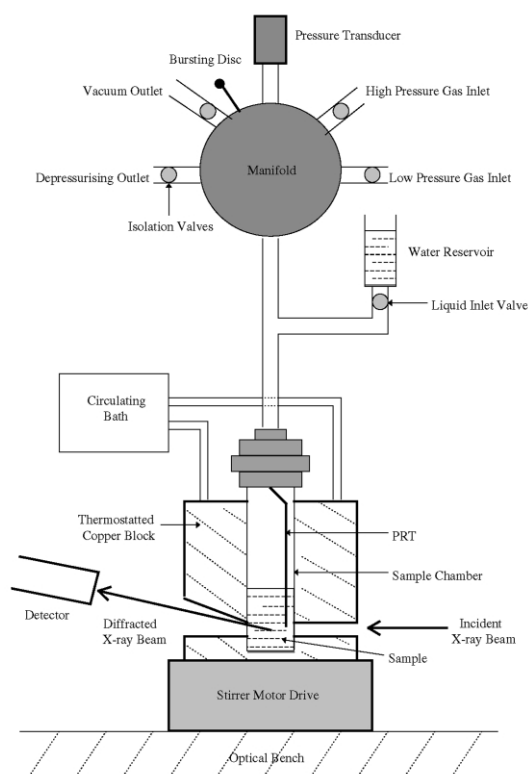 Pressure Transducer
Bursting Disc
Vacuum Outlet
High Pressure Gas Inlet
Manifold
Depressurising Outlet
Low Pressure Gas Inlet
Isolation Valves
Water Reservoir
Liquid Inlet Valve
Circulating
Bath
Thermostatted
Copper Block
PRT
Sample Chamber
Detector
Diffracted
X-ray Beam
Incident
X-ray Beam
Sample
Stirrer Motor Drive
Optical Bench